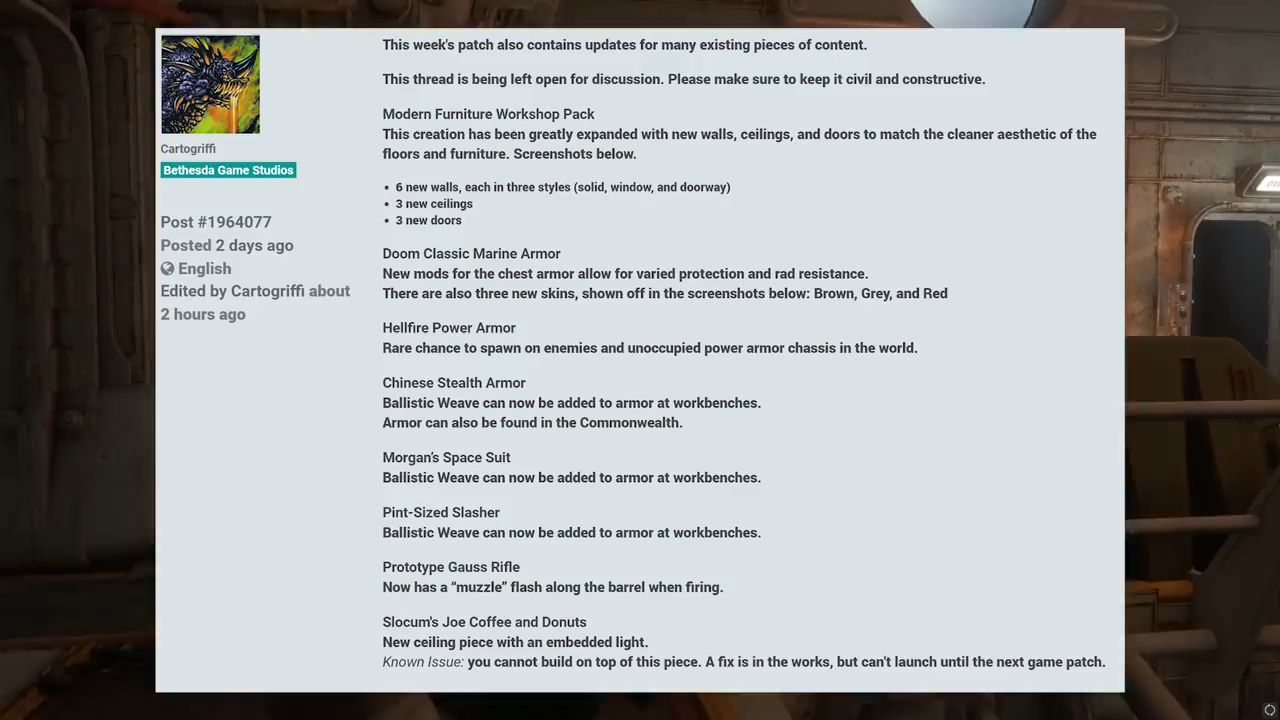 This week's patch also contains updates for many existing pieces of content.
This thread is being left open for discussion. Please make sure to keep it civil and constructive.
Cartogriffi
Bethesda Game Studios
Post #1964077
Posted 2 days ago
English
Edited by Cartogriffi about
2 hours ago
Modern Furniture Workshop Pack
This creation has been greatly expanded with new walls, ceilings, and doors to match the cleaner aesthetic of the
floors and furniture. Screenshots below.
• 6 new walls, each in three styles (solid, window, and doorway)
• 3 new ceilings
• 3 new doors
Doom Classic Marine Armor
New mods for the chest armor allow for varied protection and rad resistance.
There are also three new skins, shown off in the screenshots below: Brown, Grey, and Red
Hellfire Power Armor
Rare chance to spawn on enemies and unoccupied power armor chassis in the world.
Chinese Stealth Armor
Ballistic Weave can now be added to armor at workbenches.
Armor can also be found in the Commonwealth.
Morgan’s Space Suit
Ballistic Weave can now be added to armor at workbenches.
Pint-Sized Slasher
Ballistic Weave can now be added to armor at workbenches.
Prototype Gauss Rifle
Now has a “muzzle” flash along the barrel when firing.
Slocum's Joe Coffee and Donuts
New ceiling piece with an embedded light.
Known Issue: you cannot build on top of this piece. A fix is in the works, but can't launch until the next game patch.